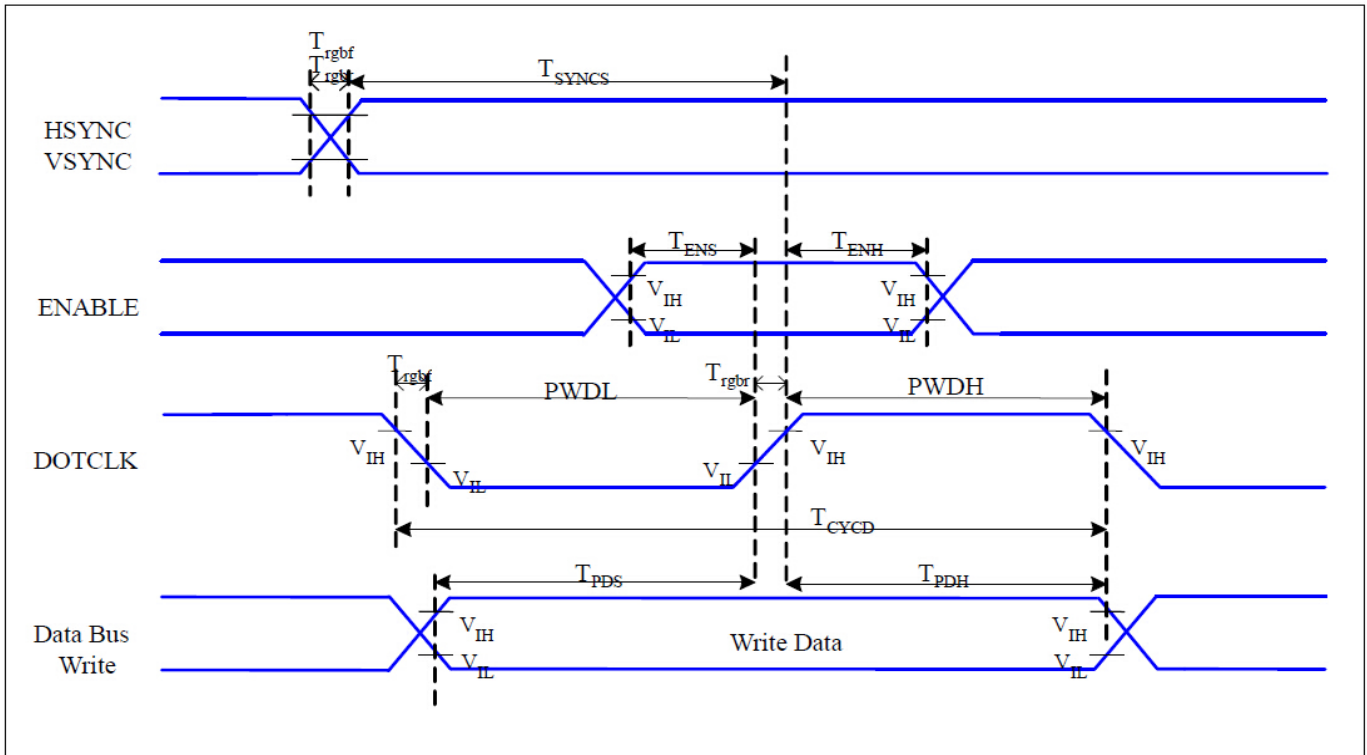 Trgbf
Trgbr
TSYNCS
HSYNC
VSYNC
TENS
TENH
ENABLE
VIH
VIH
VIL
VIL
Trgbf
Trgbr
PWDL
PWDH
DOTCLK
VIH
VIH
VIH
VIL
VIL
TCYCD
TPDS
TPDH
Data Bus
Write
VIH
Write Data
VIH
VIL
VIL